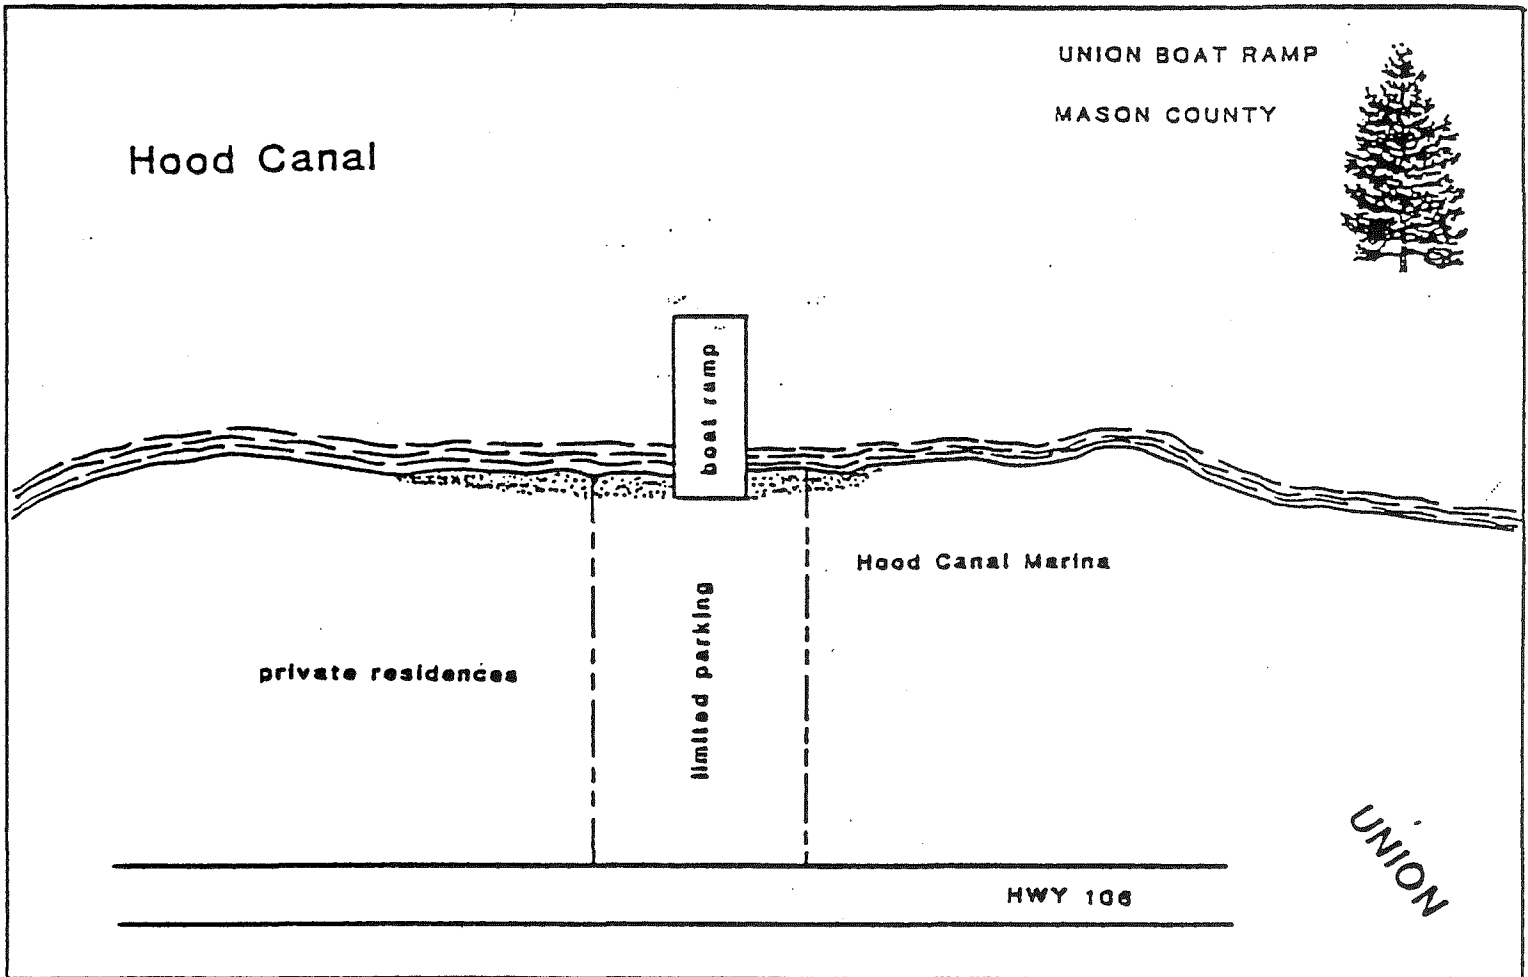 UNION BOAT RAMP
MASON COUNTY
Hood Canal
boat ramp
Hood Canal Marina
limited parking
private residences
UNION
HWY 106